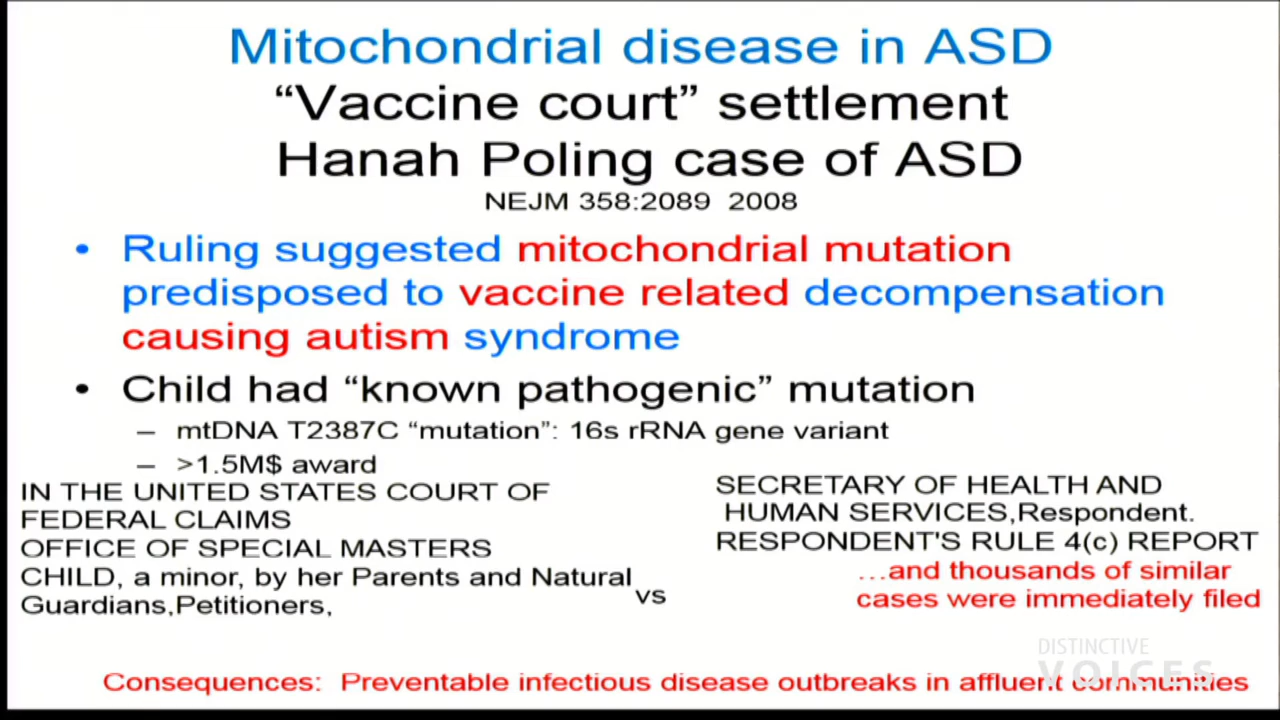 Mitochondrial disease in ASD
“Vaccine court” settlement
Hanah Poling case of ASD
NEJM 358:2089 2008
• Ruling suggested mitochondrial mutation
predisposed to vaccine related decompensation
causing autism syndrome
• Child had “known pathogenic” mutation
– mtDNA T2387C “mutation”: 16s rRNA gene variant
– >1.5M$ award
IN THE UNITED STATES COURT OF
FEDERAL CLAIMS
OFFICE OF SPECIAL MASTERS
CHILD, a minor, by her Parents and Natural
Guardians,Petitioners,
vs
SECRETARY OF HEALTH AND
HUMAN SERVICES,Respondent.
RESPONDENT'S RULE 4(c) REPORT
...and thousands of similar
cases were immediately filed
DISTINCTIVE
VOICES
Consequences: Preventable infectious disease outbreaks in affluent communities